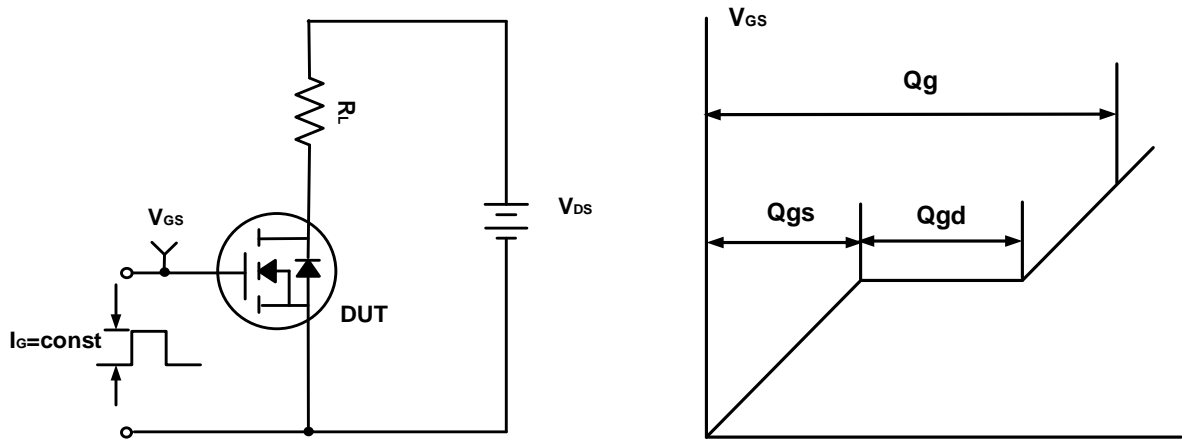 RL
VGS
VDS
DUT
IG=const
VGS
Qg
Qgs
Qgd